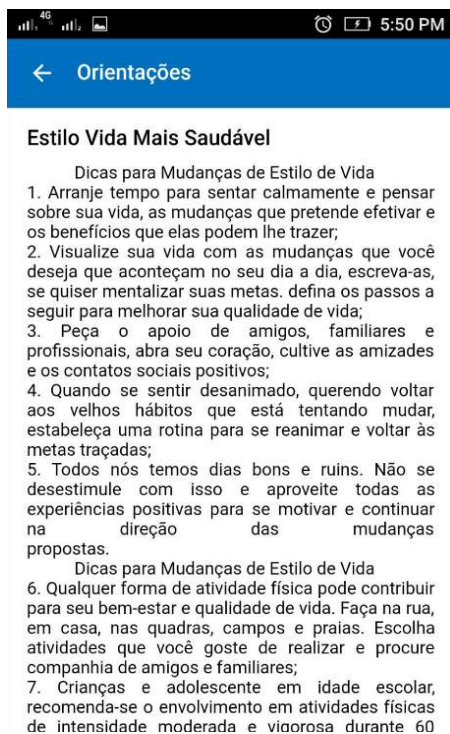 4G
5:50 PM
Orientações
Estilo Vida Mais Saudável
Dicas para Mudanças de Estilo de Vida
1. Arranje tempo para sentar calmamente e pensar
sobre sua vida, as mudanças que pretende efetivar e
os benefícios que elas podem lhe trazer;
2. Visualize sua vida com as mudanças que você
deseja que aconteçam no seu dia a dia, escreva-as,
se quiser mentalizar suas metas. defina os passos a
seguir para melhorar sua qualidade de vida;
3. Peça o apoio de amigos, familiares e
profissionais, abra seu coração, cultive as amizades
e os contatos sociais positivos;
4. Quando se sentir desanimado, querendo voltar
aos velhos hábitos que está tentando mudar,
estabeleça uma rotina para se reanimar e voltar às
metas traçadas;
5. Todos nós temos dias bons e ruins. Não se
desestimule com isso e aproveite todas as
experiências positivas para se motivar e continuar
na direção das mudanças
propostas.
Dicas para Mudanças de Estilo de Vida
6. Qualquer forma de atividade física pode contribuir
para seu bem-estar e qualidade de vida. Faça na rua,
em casa, nas quadras, campos e praias. Escolha
atividades que você goste de realizar e procure
companhia de amigos e familiares;
7. Crianças e adolescente em idade escolar,
recomenda-se o envolvimento em atividades físicas
de intensidade moderada e vigorosa durante 60